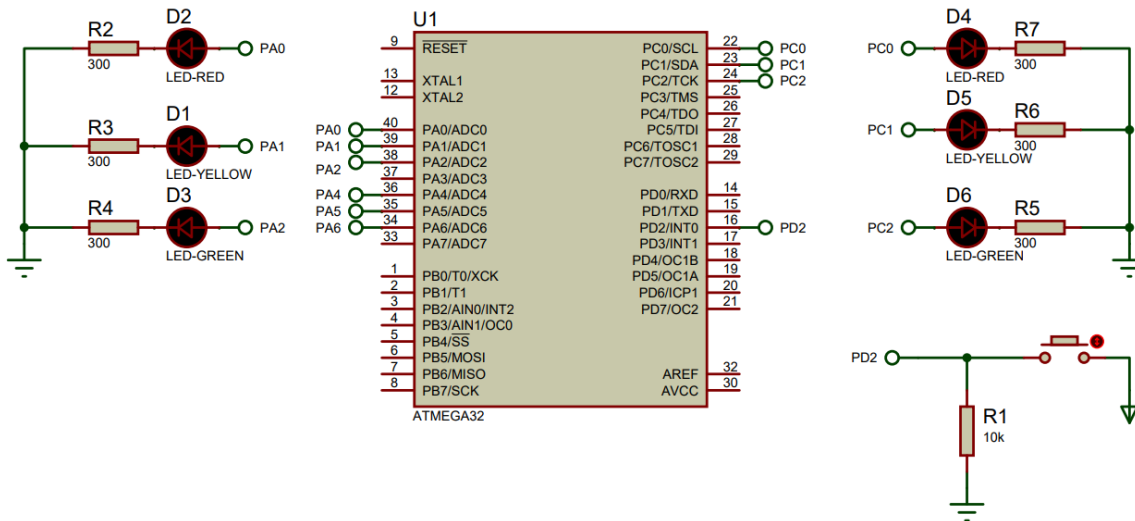 D2
R2
PA0
300
LED-RED
D1
R3
PA1
300
LED-YELLOW
D3
R4
PA2
300
LED-GREEN
U1
9 RESET
13 XTAL1
12 XTAL2
PA0 40 PA0/ADC0
PA1 39 PA1/ADC1
PA2 38 PA2/ADC2
37 PA3/ADC3
PA4 36 PA4/ADC4
PA5 35 PA5/ADC5
PA6 34 PA6/ADC6
33 PA7/ADC7
1 PB0/T0/XCK
2 PB1/T1
3 PB2/AIN0/INT2
4 PB3/AIN1/OC0
5 PB4/SS
6 PB5/MOSI
7 PB6/MISO
8 PB7/SCK
PC0/SCL 22 PC0
PC1/SDA 23 PC1
PC2/TCK 24 PC2
PC3/TMS 25
PC4/TDO 26
PC5/TDI 27
PC6/TOSC1 28
PC7/TOSC2 29
PD0/RXD 14
PD1/TXD 15
PD2/INT0 16 PD2
PD3/INT1 17
PD4/OC1B 18
PD5/OC1A 19
PD6/ICP1 20
PD7/OC2 21
AREF 32
AVCC 30
ATMEGA32
D4
R7
PC0
300
LED-RED
D5
R6
PC1
300
LED-YELLOW
D6
R5
PC2
300
LED-GREEN
PD2
R1
10k